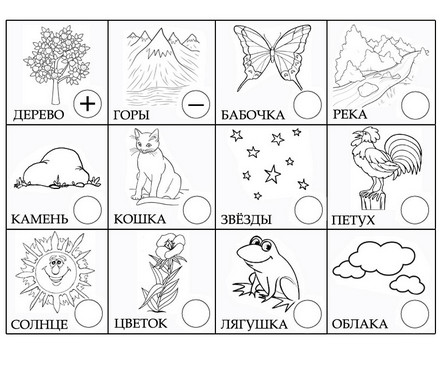 ДЕРЕВО +
ГОРЫ −
БАБОЧКА
РЕКА
КАМЕНЬ
КОШКА
ЗВЁЗДЫ
ПЕТУХ
СОЛНЦЕ
ЦВЕТОК
ЛЯГУШКА
ОБЛАКА